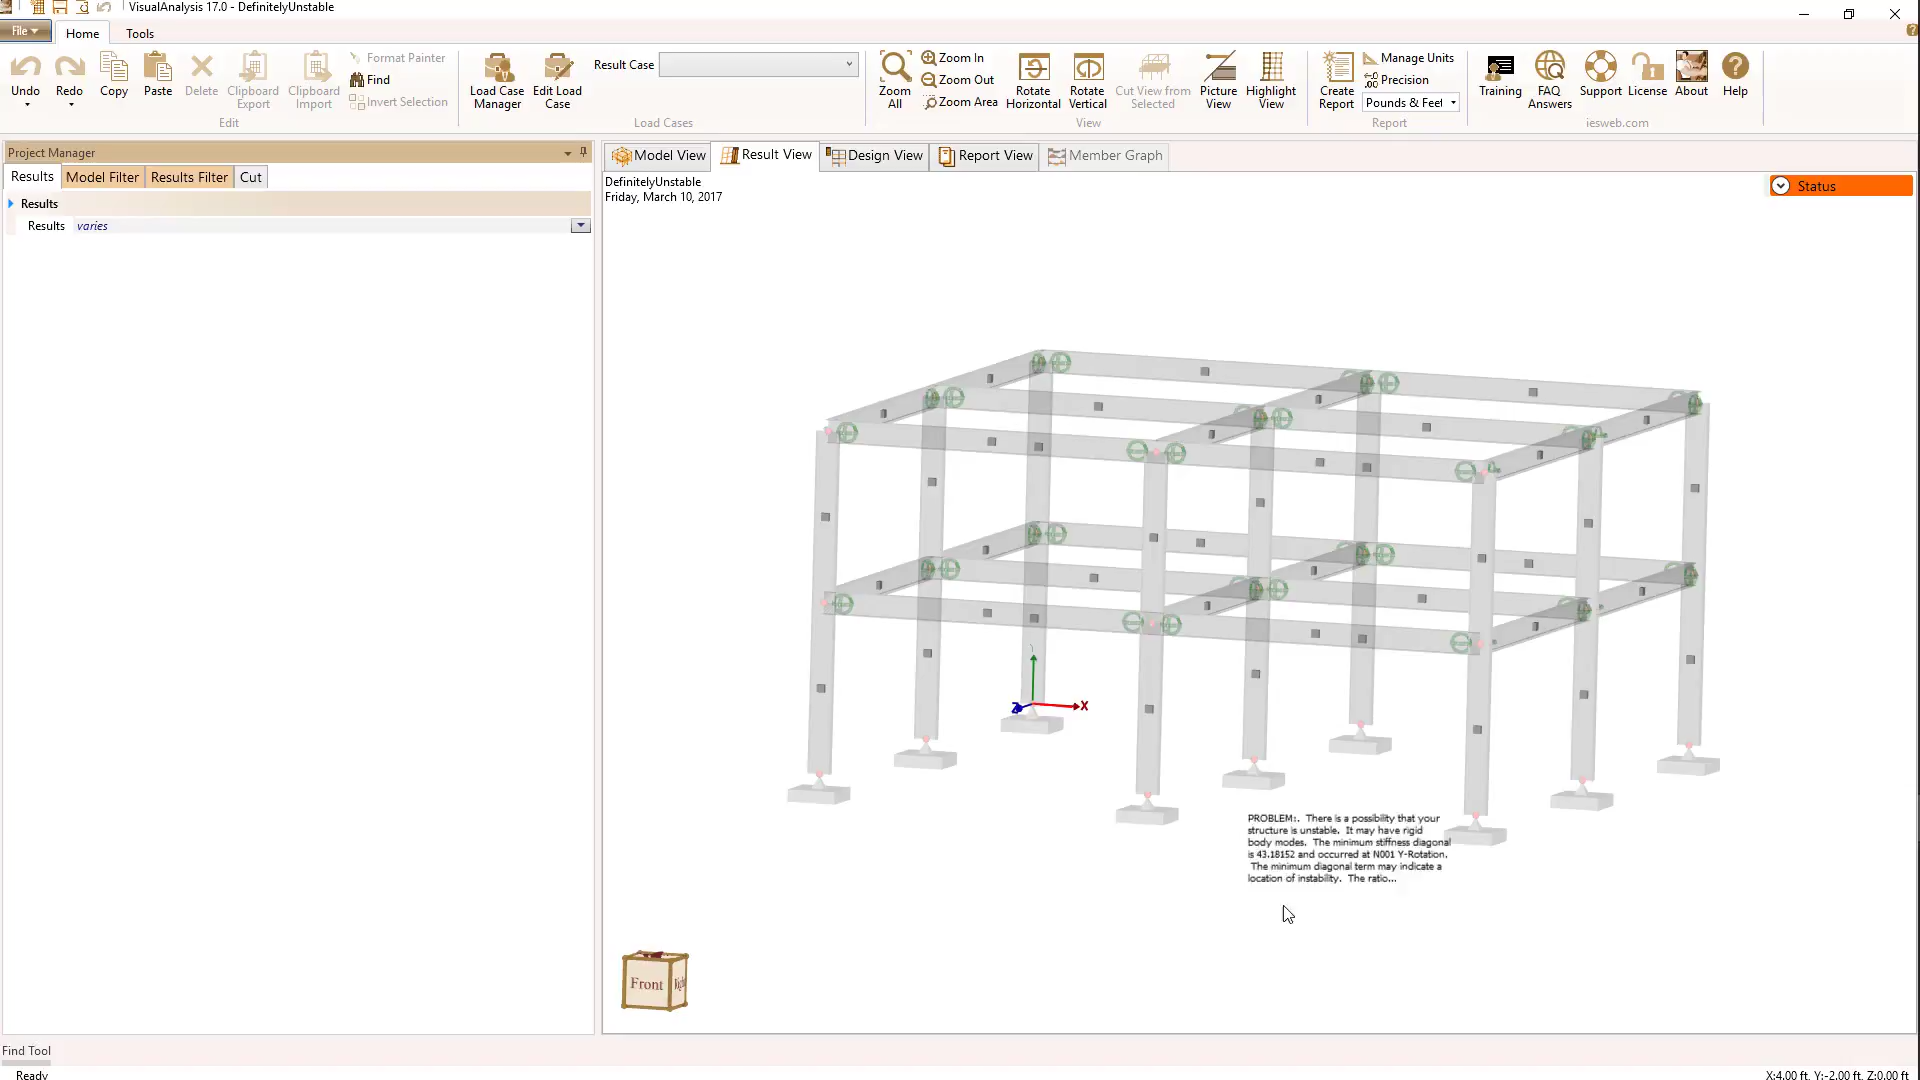 VisualAnalysis 17.0 - DefinitelyUnstable
File
Home
Tools
Undo
Redo
Copy
Paste
Delete
Clipboard Export
Clipboard Import
Format Painter
Find
Invert Selection
Edit
Load Case Manager
Edit Load Case
Result Case
Load Cases
Zoom All
Zoom In
Zoom Out
Zoom Area
Rotate Horizontal
Rotate Vertical
Cut View from Selected
Picture View
Highlight View
View
Create Report
Manage Units
Precision
Pounds & Feet
Report
Training
FAQ Answers
Support
License
About
Help
iesweb.com
Project Manager
Results
Model Filter
Results Filter
Cut
Results
Results varies
Model View
Result View
Design View
Report View
Member Graph
DefinitelyUnstable
Friday, March 10, 2017
Status
Z
X
PROBLEM:. There is a possibility that your
structure is unstable. It may have rigid
body modes. The minimum stiffness diagonal
is 43.18152 and occurred at N001 Y-Rotation.
The minimum diagonal term may indicate a
location of instability. The ratio...
Front
Find Tool
Ready
X:4.00 ft, Y:-2.00 ft, Z:0.00 ft